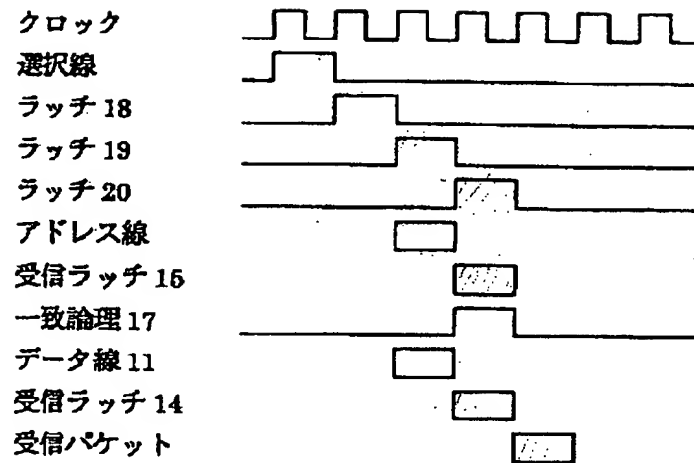 クロック
選択線
ラッチ 18
ラッチ 19
ラッチ 20
アドレス線
受信ラッチ 15
一致論理 17
データ線 11
受信ラッチ 14
受信パケット